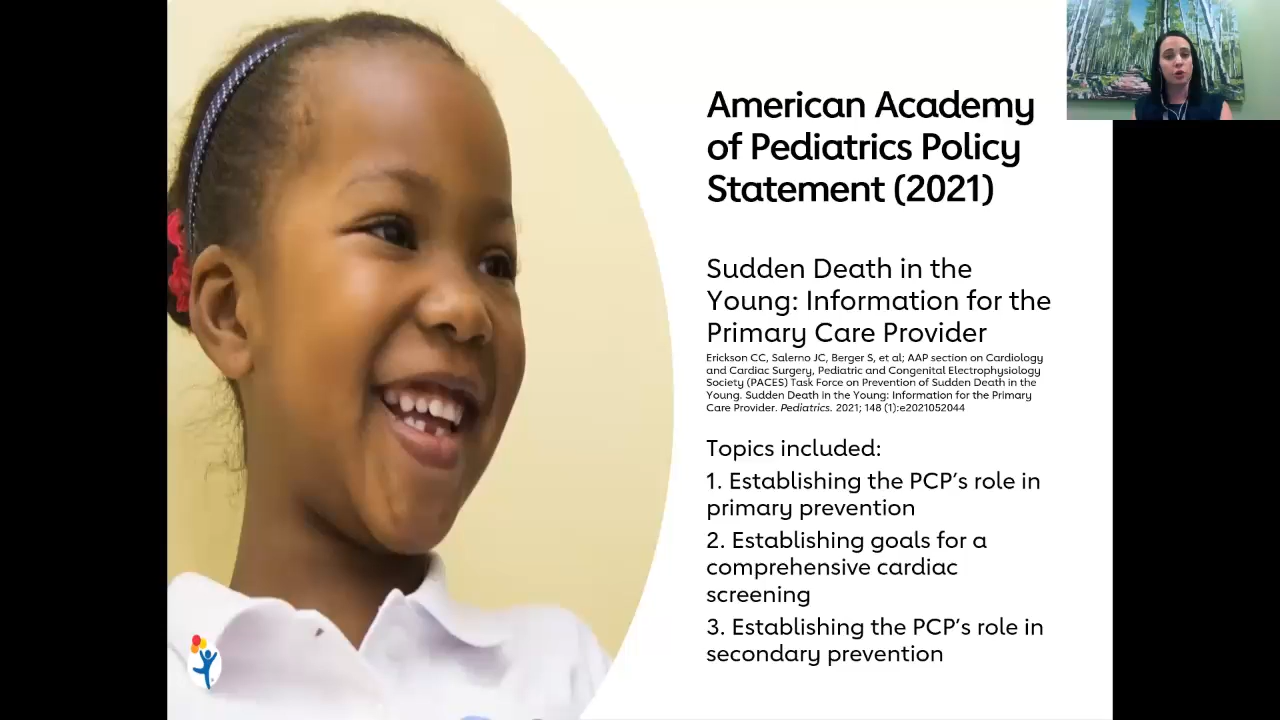 American Academy
of Pediatrics Policy
Statement (2021)
Sudden Death in the
Young: Information for the
Primary Care Provider
Erickson CC, Salerno JC, Berger S, et al; AAP section on Cardiology
and Cardiac Surgery, Pediatric and Congenital Electrophysiology
Society (PACES) Task Force on Prevention of Sudden Death in the
Young. Sudden Death in the Young: Information for the Primary
Care Provider. Pediatrics. 2021; 148 (1):e2021052044
Topics included:
1. Establishing the PCP's role in
primary prevention
2. Establishing goals for a
comprehensive cardiac
screening
3. Establishing the PCP's role in
secondary prevention